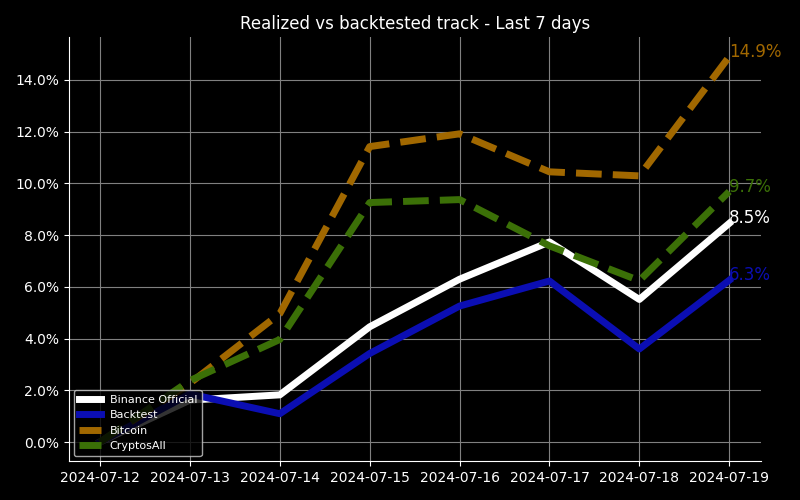 Realized vs backtested track - Last 7 days
14.9%
14.0%
12.0%
10.0%
9.7%
8.5%
8.0%
6.3%
6.0%
4.0%
2.0%
0.0%
Binance Official
Backtest
Bitcoin
CryptosAll
2024-07-12 2024-07-13 2024-07-14 2024-07-15 2024-07-16 2024-07-17 2024-07-18 2024-07-19